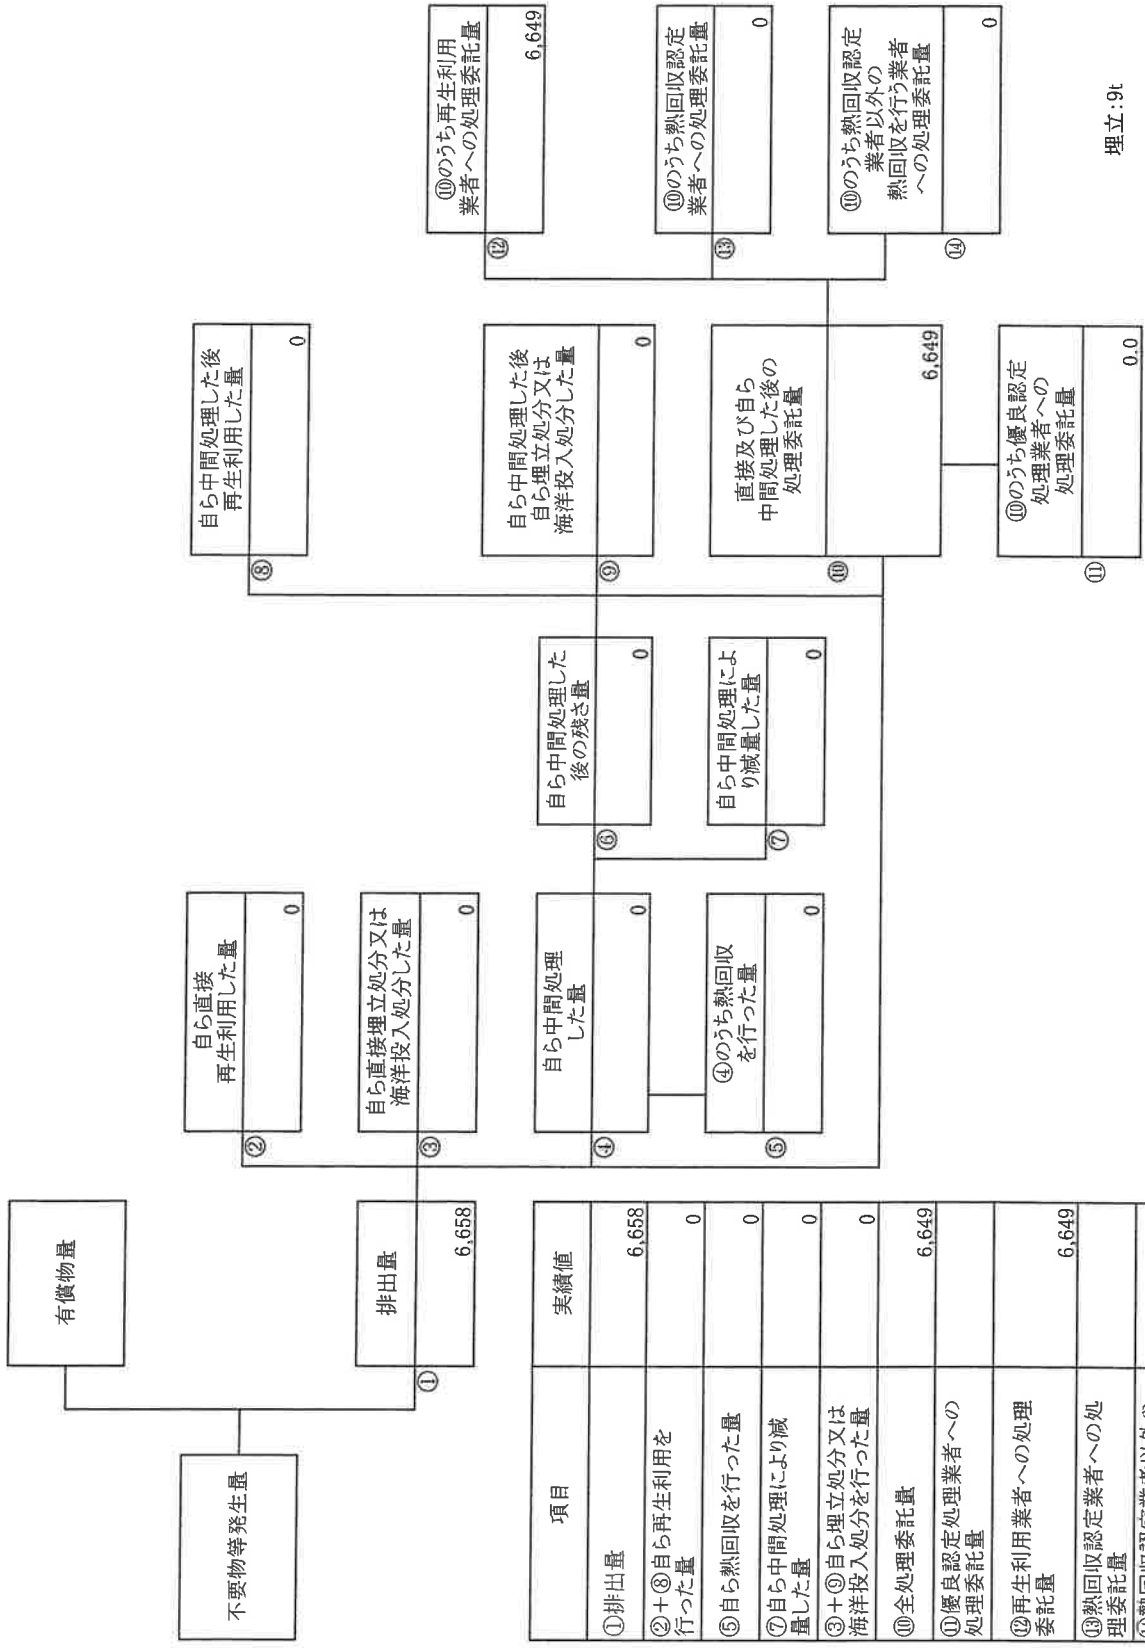 不要物等発生量
有償物量
①
排出量
6,658
②
自ら直接
再生利用した量
0
③
自ら直接埋立処分又は
海洋投入処分した量
0
④
自ら中間処理
した量
0
⑤
④のうち熱回収
を行った量
0
⑥
自ら中間処理した
後の残さ量
0
⑦
自ら中間処理によ
り減量した量
0
⑧
自ら中間処理した後
再生利用した量
0
⑨
自ら中間処理した後
自ら埋立処分又は
海洋投入処分した量
0
⑩
直接及び自ら
中間処理した後の
処理委託量
6,649
⑪
⑩のうち優良認定
処理業者への
処理委託量
0.0
⑫
⑩のうち再生利用
業者への処理委託量
6,649
⑬
⑩のうち熱回収認定
業者への処理委託量
0
⑭
⑩のうち熱回収認定
業者以外の
熱回収を行う業者
への処理委託量
0
埋立:9t
項目 実績値
①排出量 6,658
②+⑧自ら再生利用を
行った量 0
⑤自ら熱回収を行った量 0
⑦自ら中間処理により減
量した量 0
③+⑨自ら埋立処分又は
海洋投入処分を行った量 0
⑩全処理委託量 6,649
⑪優良認定処理業者への
処理委託量
⑫再生利用業者への処理
委託量 6,649
⑬熱回収認定業者への処
理委託量